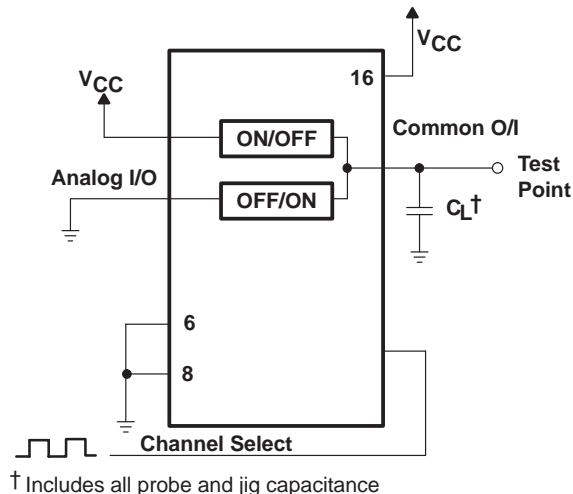 VCC
16
VCC
ON/OFF
Common O/I
Analog I/O
OFF/ON
Test
Point
CL†
6
8
Channel Select
† Includes all probe and jig capacitance